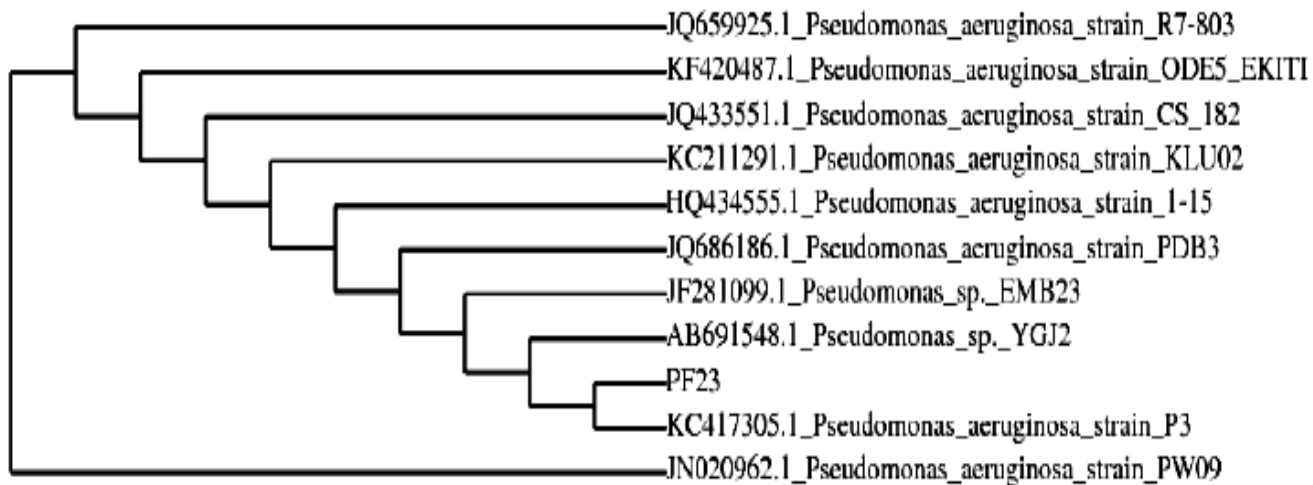 JQ659925.1_Pseudomonas_aeruginosa_strain_R7-803
KF420487.1_Pseudomonas_aeruginosa_strain_ODE5_EKITI
JQ433551.1_Pseudomonas_aeruginosa_strain_CS_182
KC211291.1_Pseudomonas_aeruginosa_strain_KLU02
HQ434555.1_Pseudomonas_aeruginosa_strain_1-15
JQ686186.1_Pseudomonas_aeruginosa_strain_PDB3
JF281099.1_Pseudomonas_sp._EMB23
AB691548.1_Pseudomonas_sp._YGJ2
PF23
KC417305.1_Pseudomonas_aeruginosa_strain_P3
JN020962.1_Pseudomonas_aeruginosa_strain_PW09